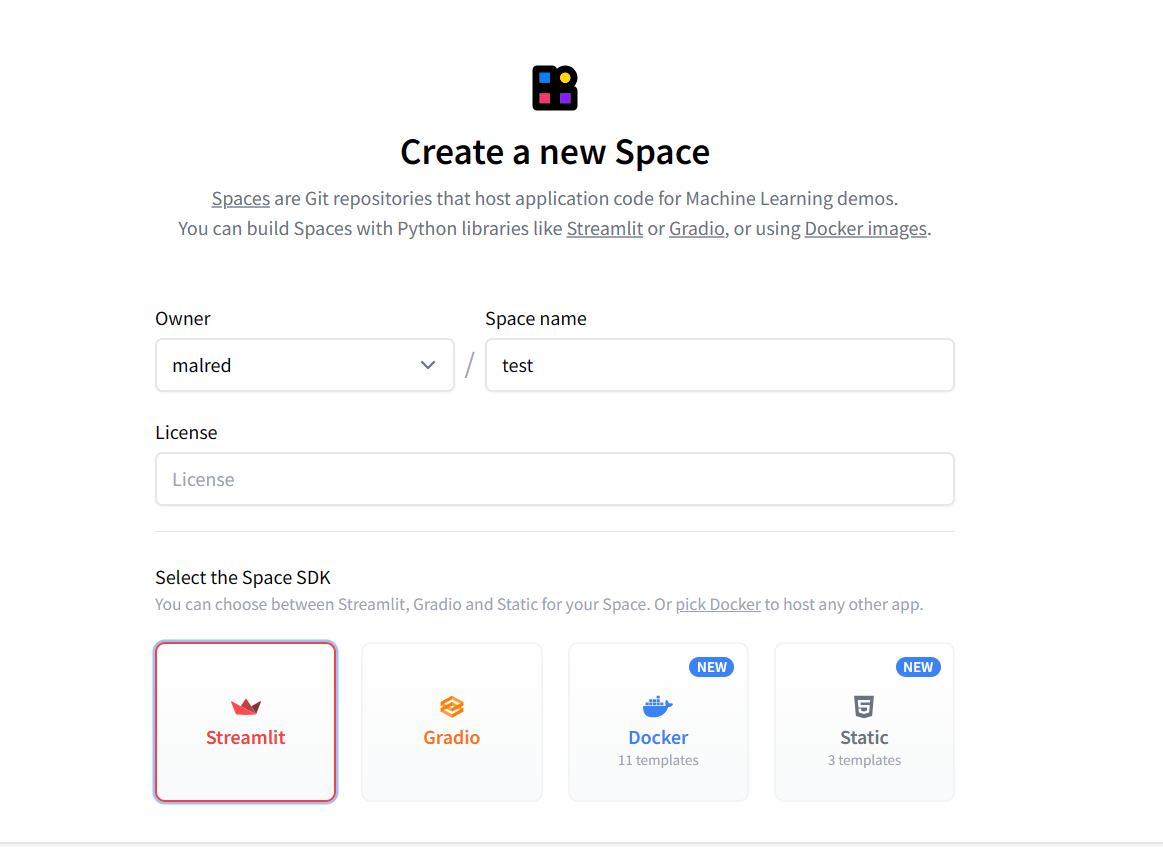 Create a new Space
Spaces are Git repositories that host application code for Machine Learning demos.
You can build Spaces with Python libraries like Streamlit or Gradio, or using Docker images.
Owner
Space name
malred
/
test
License
License
Select the Space SDK
You can choose between Streamlit, Gradio and Static for your Space. Or pick Docker to host any other app.
Streamlit
Gradio
NEW
Docker
11 templates
NEW
Static
3 templates